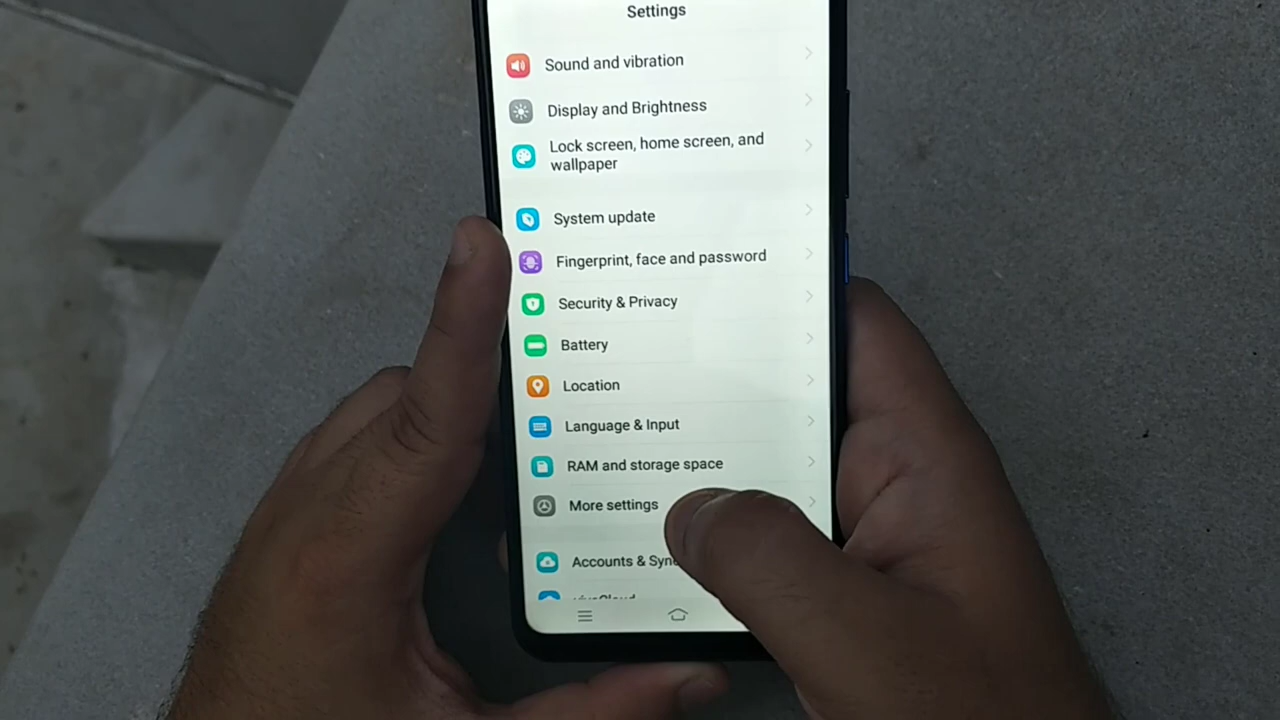 Settings
Sound and vibration
Display and Brightness
Lock screen, home screen, and
wallpaper
System update
Fingerprint, face and password
Security & Privacy
Battery
Location
Language & Input
RAM and storage space
More settings
Accounts & Sync